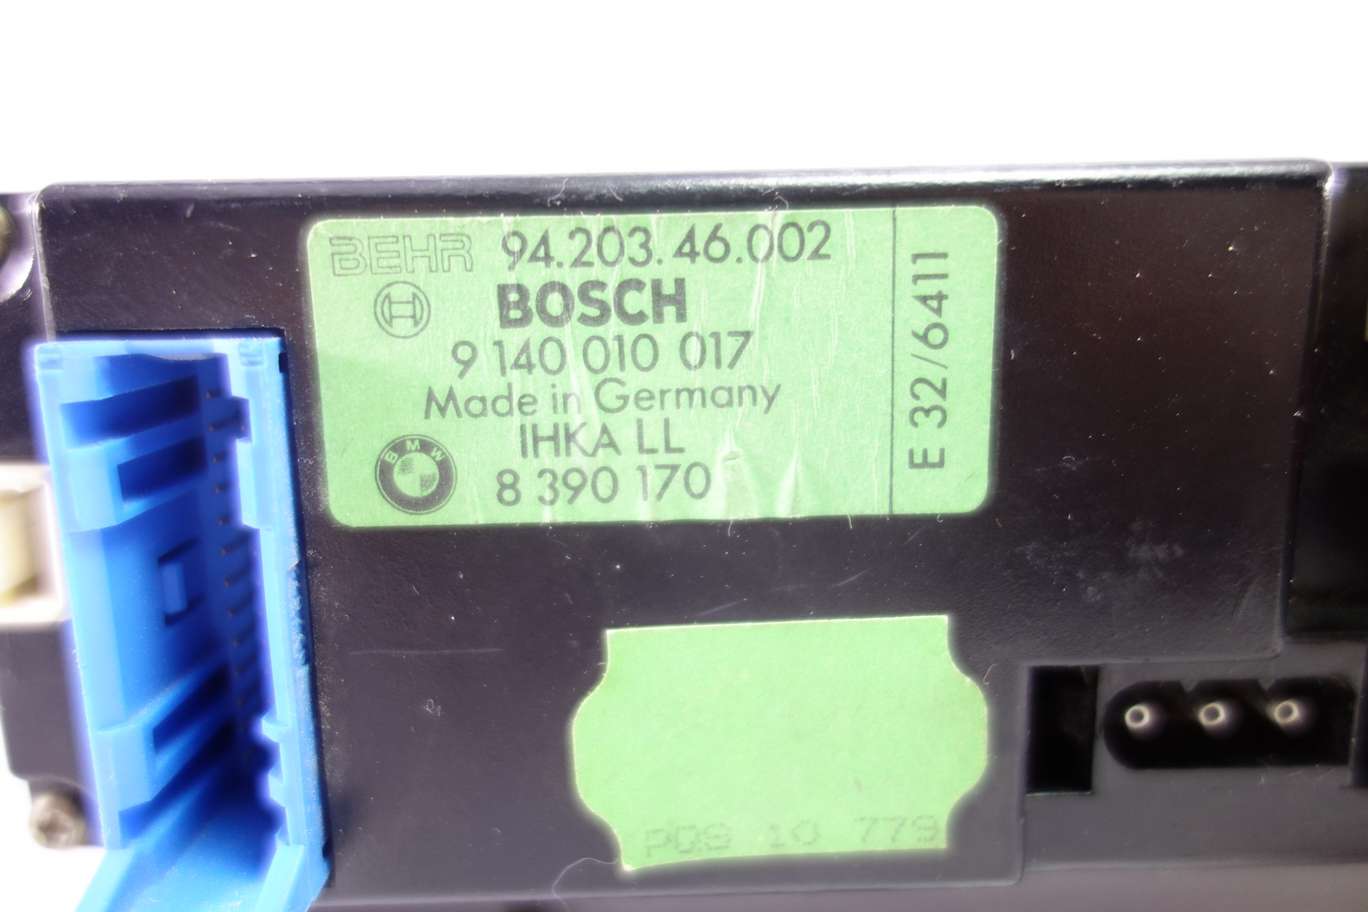 BEHR 94.203.46.002
BOSCH
9 140 010 017
Made in Germany
IHKA LL
BMW
8 390 170
E 32/6411
10 779